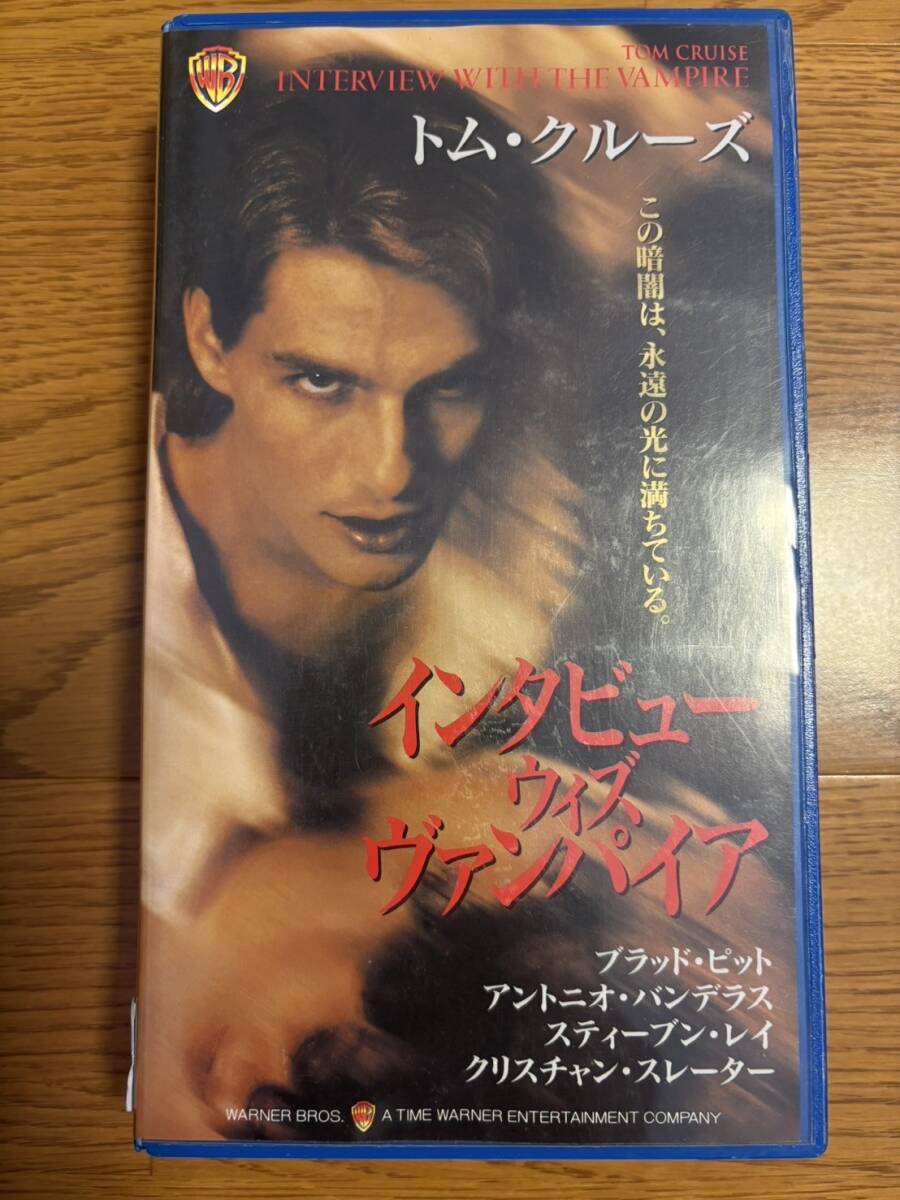 WB
TOM CRUISE
INTERVIEW WITH THE VAMPIRE
トム・クルーズ
この暗闇は、永遠の光に満ちている。
インタビュー
ウィズ
ヴァンパイア
ブラッド・ピット
アントニオ・バンデラス
スティーブン・レイ
クリスチャン・スレーター
WARNER BROS. WB A TIME WARNER ENTERTAINMENT COMPANY